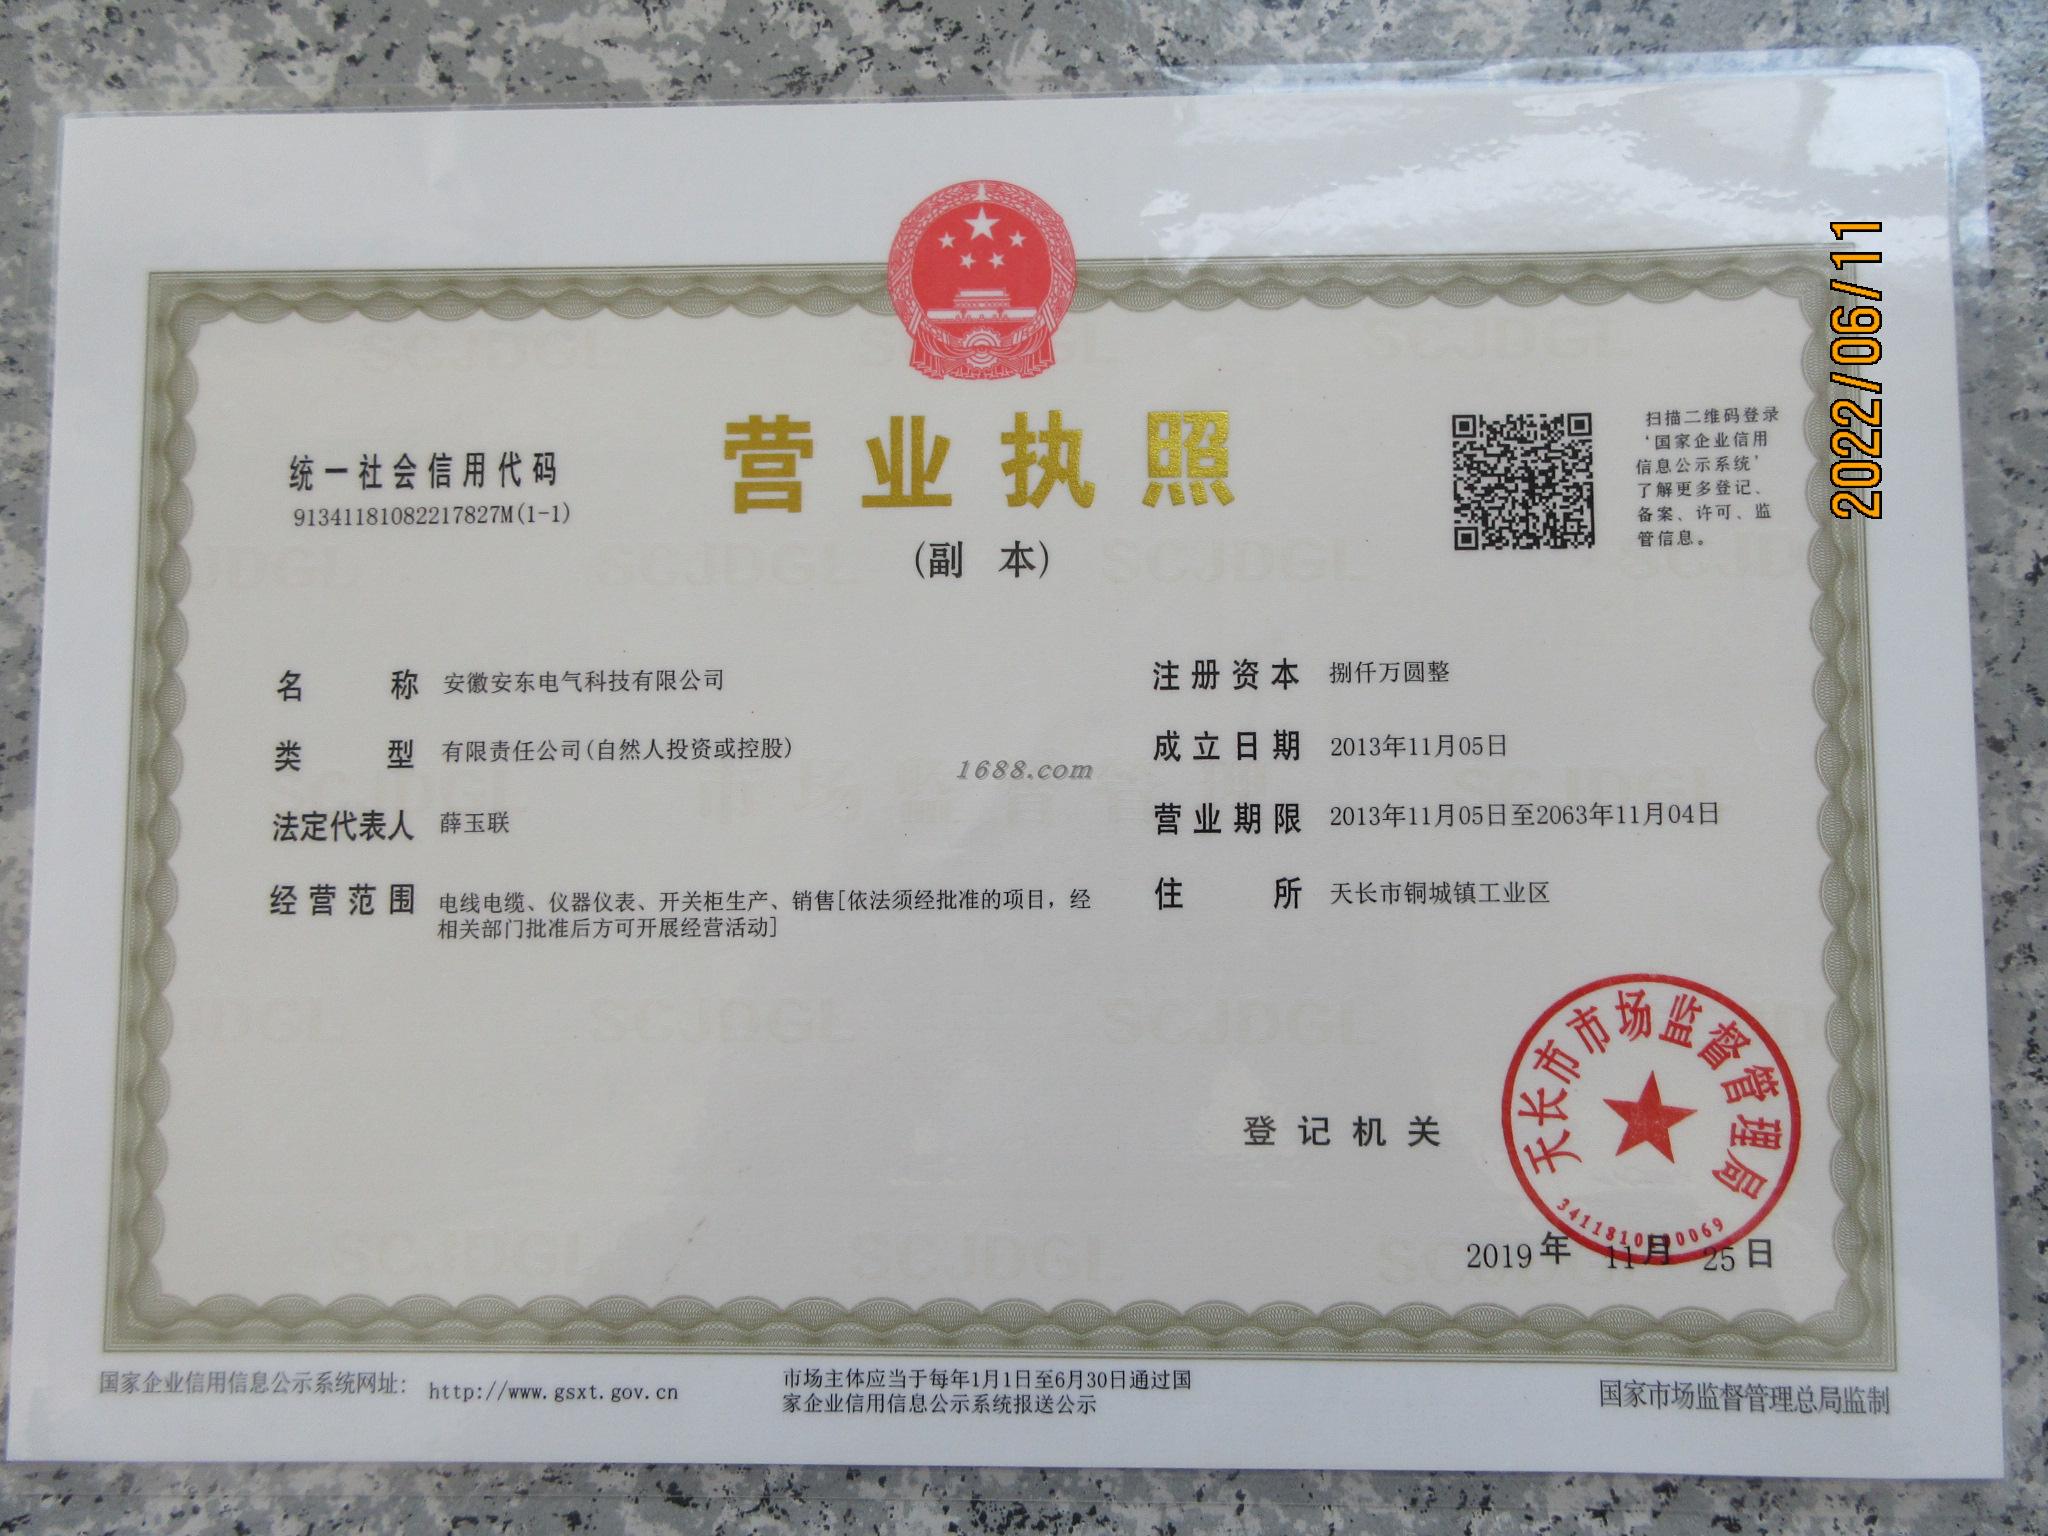 2022/06/11
营业执照
(副 本)
统一社会信用代码
91341181082217827M(1-1)
扫描二维码登录
‘国家企业信用
信息公示系统’
了解更多登记、
备案、许可、监
管信息。
名 称 安徽安东电气科技有限公司
类 型 有限责任公司(自然人投资或控股)
法定代表人 薛玉联
经营范围 电线电缆、仪器仪表、开关柜生产、销售[依法须经批准的项目，经
相关部门批准后方可开展经营活动]
注册资本 捌仟万圆整
成立日期 2013年11月05日
营业期限 2013年11月05日至2063年11月04日
住 所 天长市铜城镇工业区
1688.com
SCJDGL
市场监督管理
登记机关
天长市市场监督管理局
2019年 11月 25日
国家企业信用信息公示系统网址： http://www.gsxt.gov.cn
市场主体应当于每年1月1日至6月30日通过国
家企业信用信息公示系统报送公示
国家市场监督管理总局监制